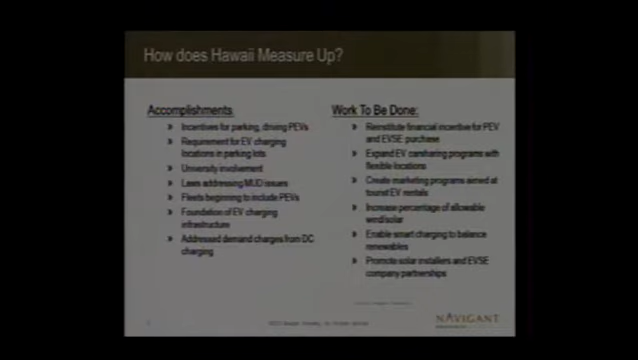 How does Hawaii Measure Up?
Accomplishments:
» Incentives for parking, driving PEVs
» Requirement for EV charging
locations in parking lots
» University involvement
» Laws addressing MUD issues
» Fleets beginning to include PEVs
» Foundation of EV charging
infrastructure
» Addressed demand charges from DC
charging
Work To Be Done:
» Reinstitute financial incentive for PEV
and EVSE purchase
» Expand EV carsharing programs with
flexible locations
» Create marketing programs aimed at
tourist EV rentals
» Increase percentage of allowable
wind/solar
» Enable smart charging to balance
renewables
» Promote solar installers and EVSE
company partnerships
NAVIGANT